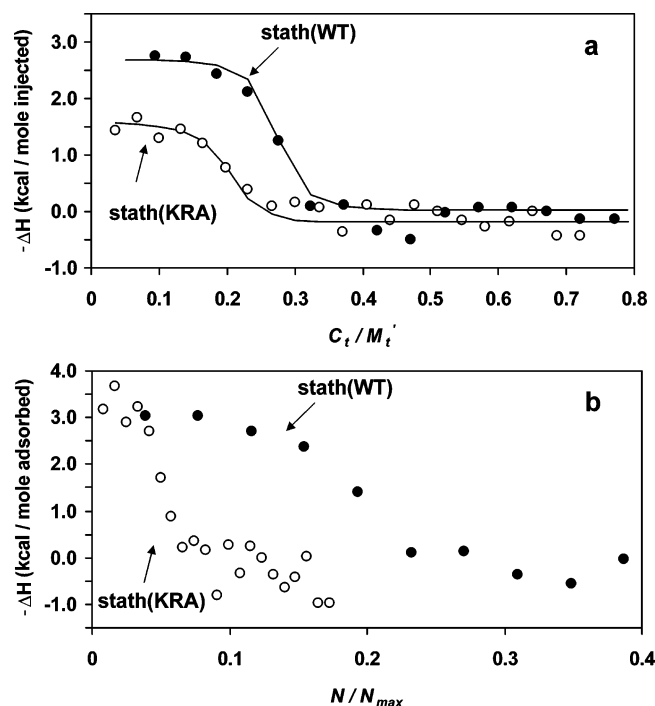 a
-ΔH (kcal / mole injected)
3.0
2.0
1.0
0.0
-1.0
stath(WT)
stath(KRA)
0 0.1 0.2 0.3 0.4 0.5 0.6 0.7 0.8
C_t / M_t'
b
-ΔH (kcal / mole adsorbed)
4.0
3.0
2.0
1.0
0.0
-1.0
stath(WT)
stath(KRA)
0 0.1 0.2 0.3 0.4
N / N_max